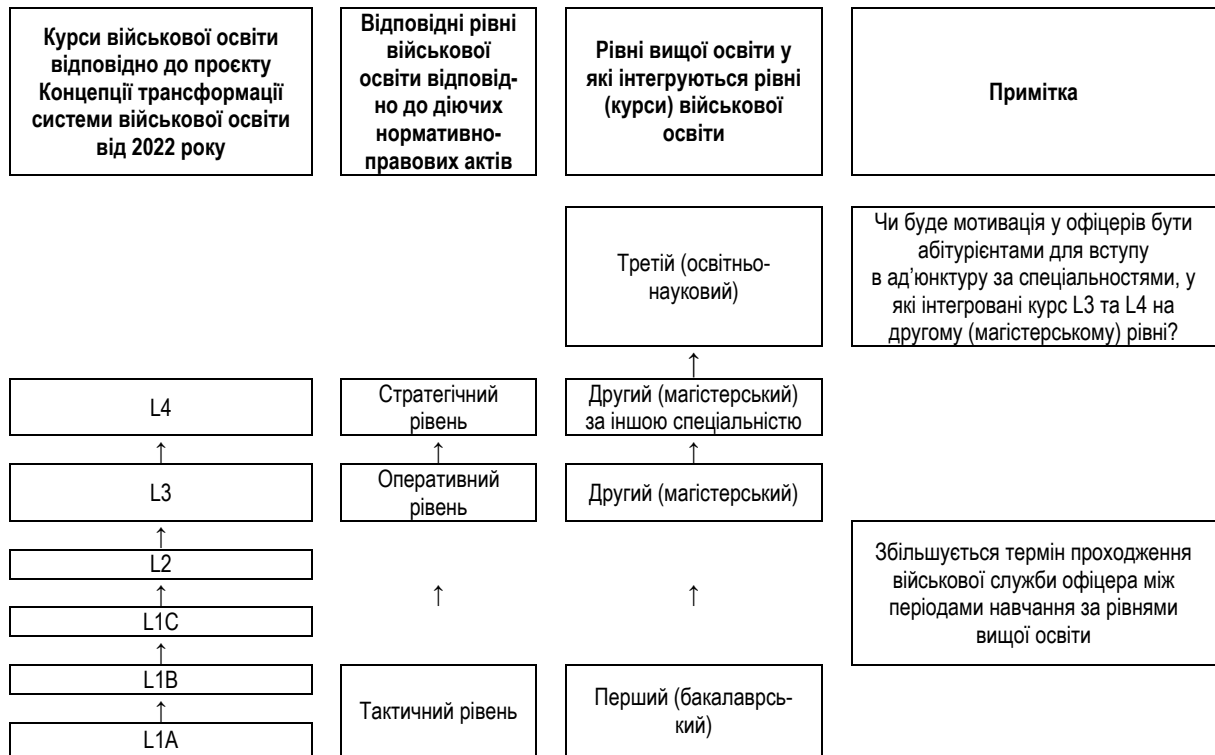 Курси військової освіти
відповідно до проєкту
Концепції трансформації
системи військової освіти
від 2022 року
Відповідні рівні
військової
освіти відповід-
но до діючих
нормативно-
правових актів
Рівні вищої освіти у
які інтегруються рівні
(курси) військової
освіти
Примітка
Третій (освітньо-
науковий)
Чи буде мотивація у офіцерів бути
абітурієнтами для вступу
в ад’юнктуру за спеціальностями, у
які інтегровані курс L3 та L4 на
другому (магістерському) рівні?
↑
L4
Стратегічний
рівень
Другий (магістерський)
за іншою спеціальністю
↑ ↑ ↑
L3
Оперативний
рівень
Другий (магістерський)
↑
L2
↑ ↑ ↑
L1C
Збільшується термін проходження
військової служби офіцера між
періодами навчання за рівнями
вищої освіти
↑
L1B
↑
L1A
Тактичний рівень
Перший (бакалаврсь-
кий)